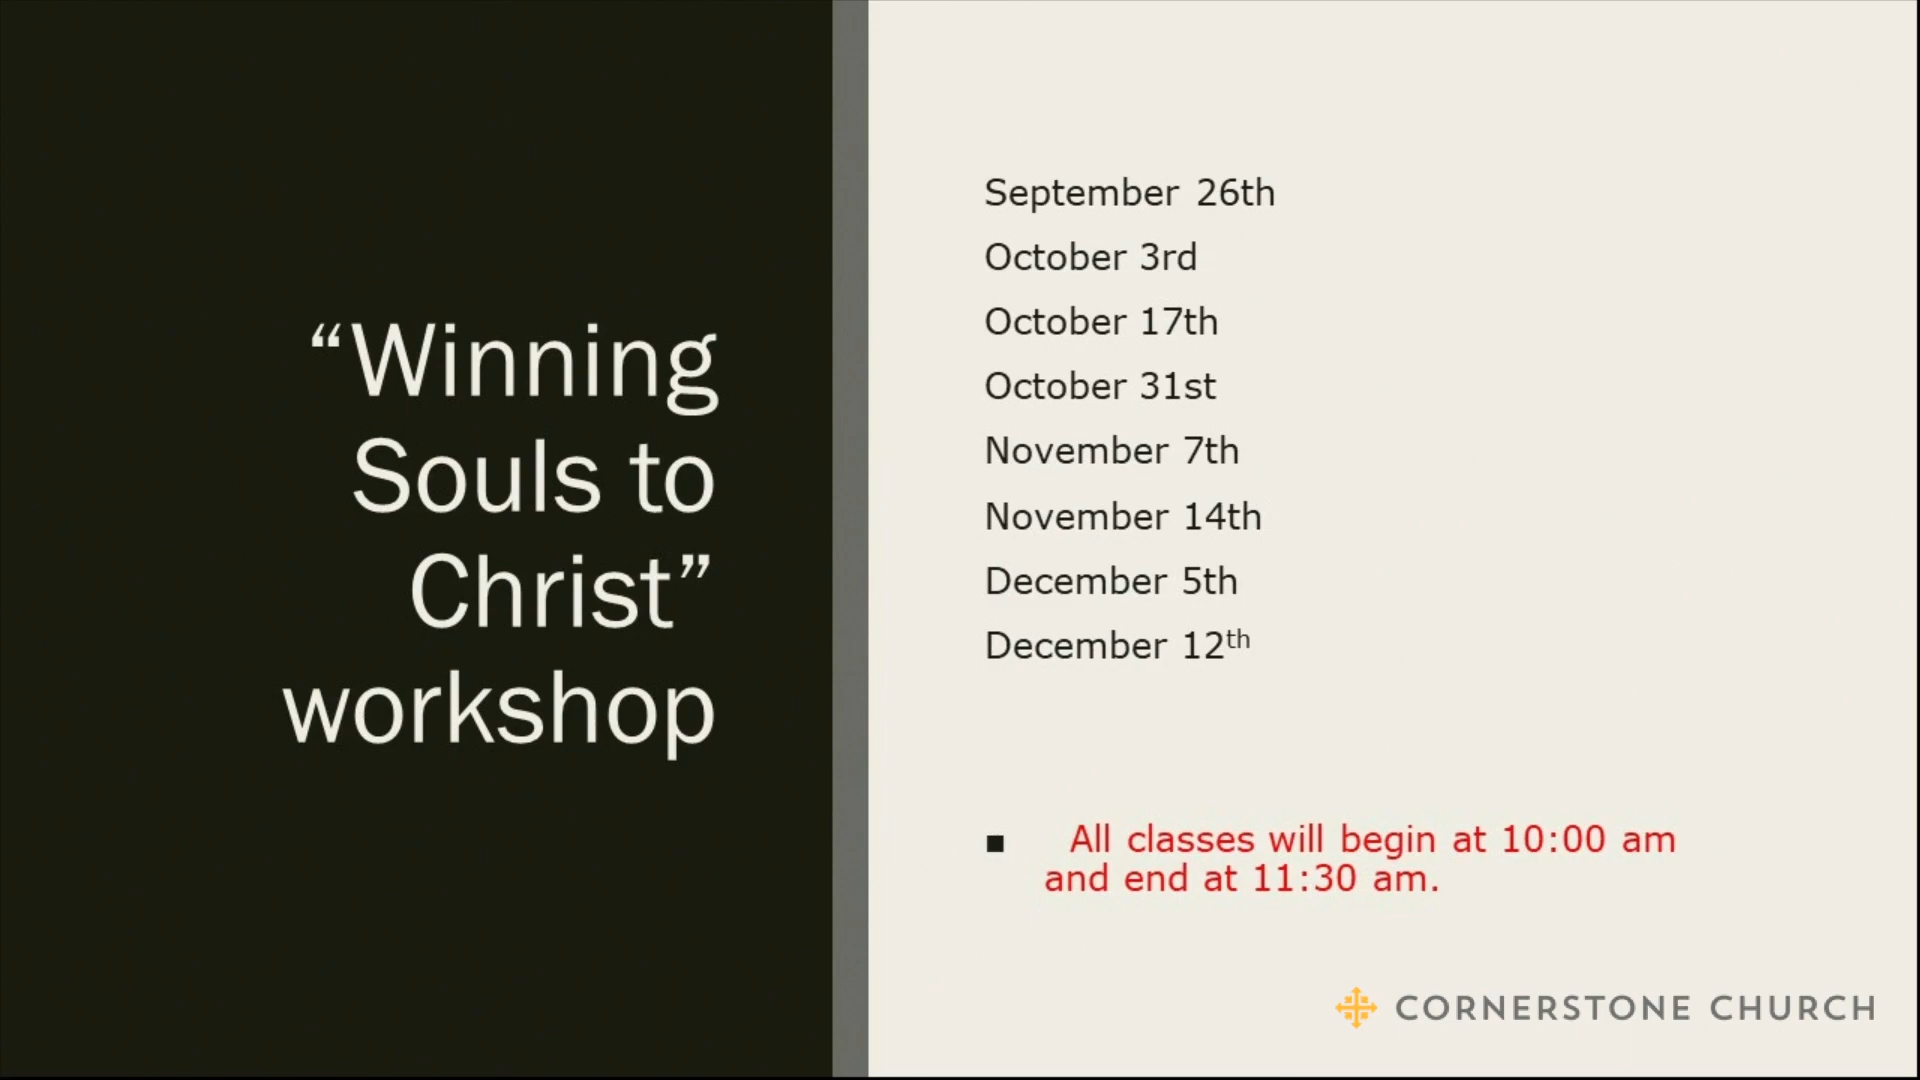 “Winning
Souls to
Christ”
workshop
September 26th
October 3rd
October 17th
October 31st
November 7th
November 14th
December 5th
December 12th
▪ All classes will begin at 10:00 am
and end at 11:30 am.
CORNERSTONE CHURCH